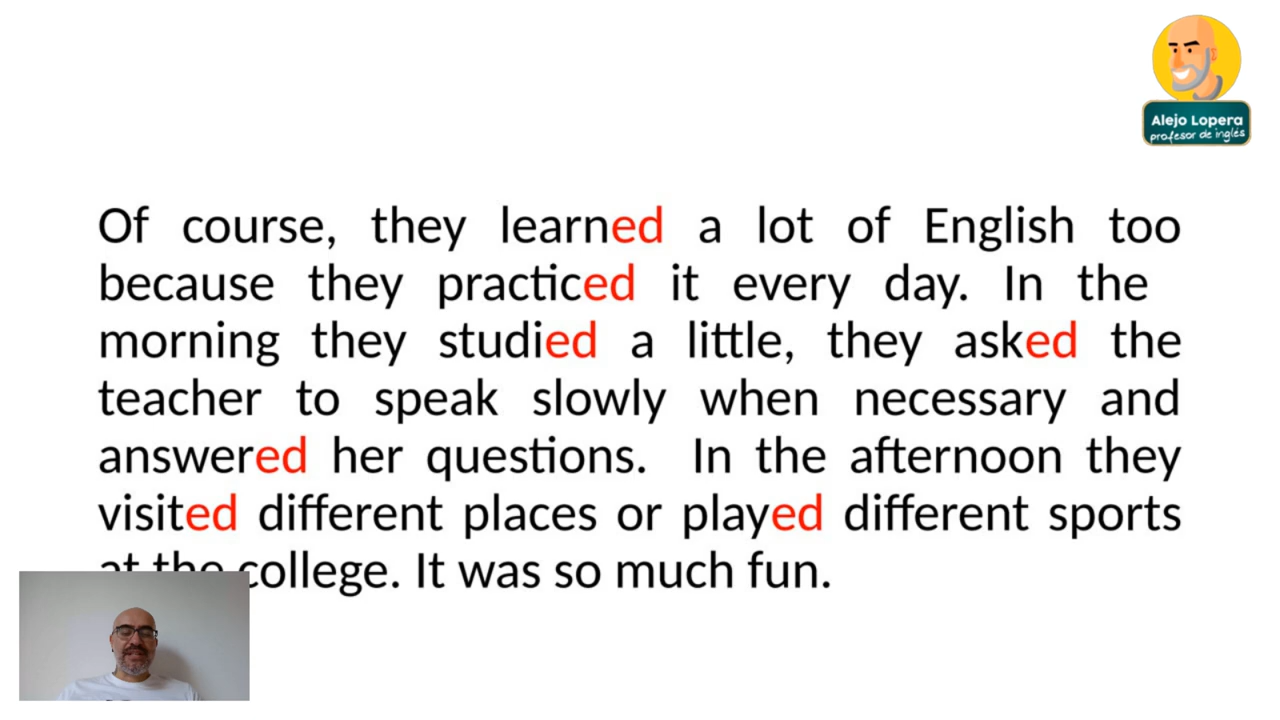 Alejo Lopera
profesor de inglés
Of course, they learned a lot of English too
because they practiced it every day. In the
morning they studied a little, they asked the
teacher to speak slowly when necessary and
answered her questions. In the afternoon they
visited different places or played different sports
at the college. It was so much fun.